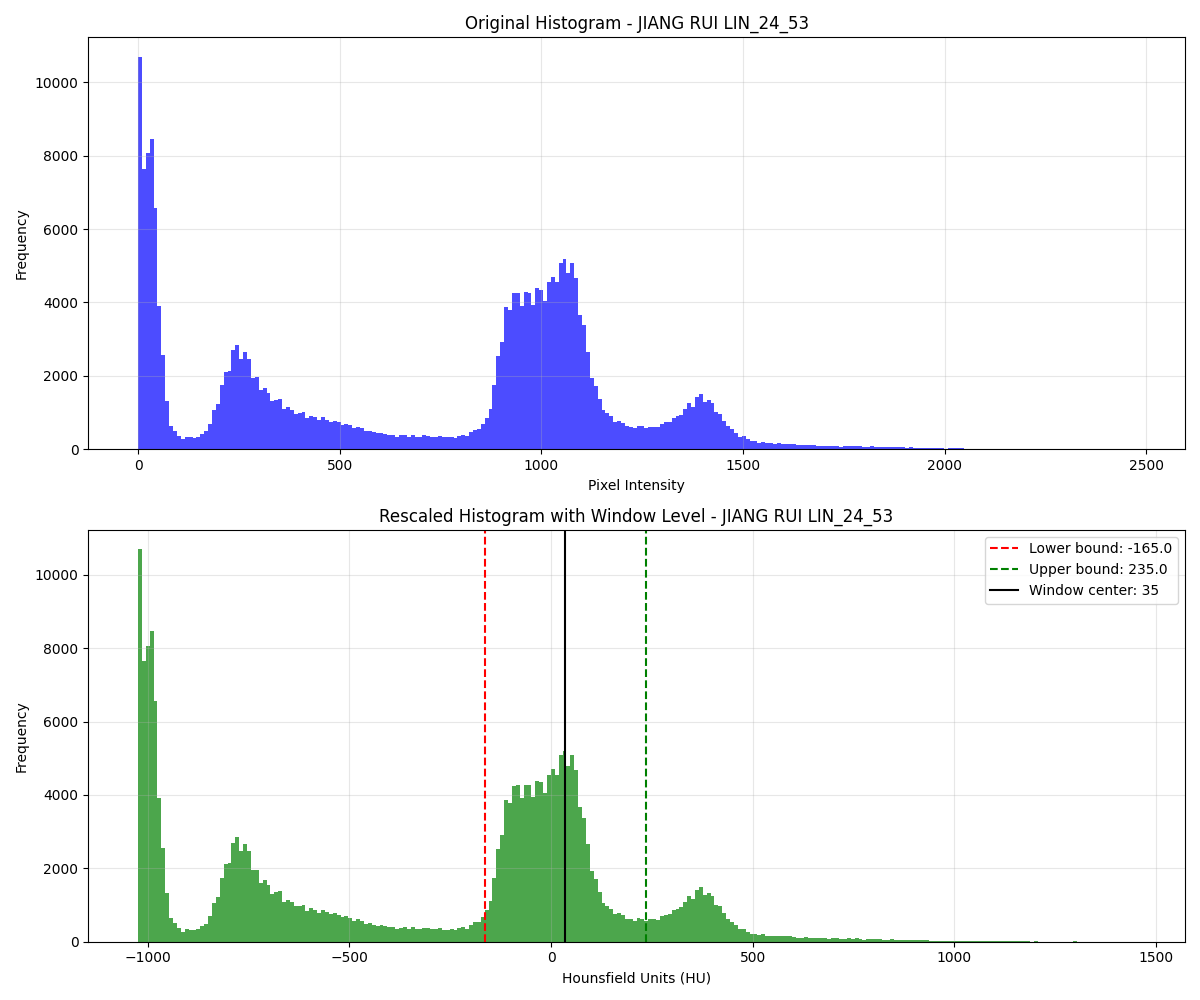 Original Histogram - JIANG RUI LIN_24_53
Frequency
10000
8000
6000
4000
2000
0
0 500 1000 1500 2000 2500
Pixel Intensity
Rescaled Histogram with Window Level - JIANG RUI LIN_24_53
Lower bound: -165.0
Upper bound: 235.0
Window center: 35
Frequency
10000
8000
6000
4000
2000
0
−1000 −500 0 500 1000 1500
Hounsfield Units (HU)